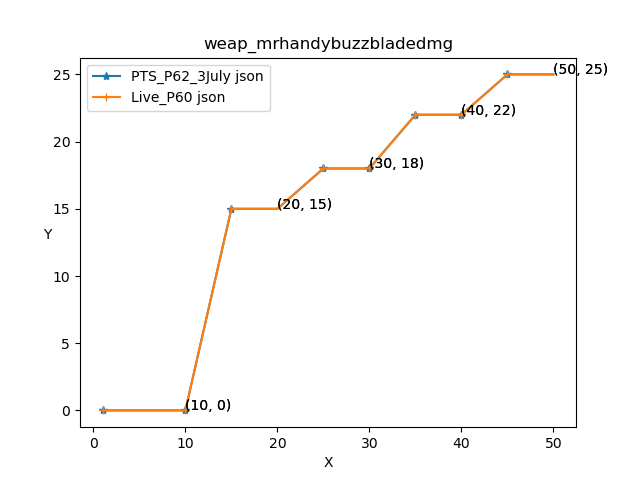 weap_mrhandybuzzbladedmg
PTS_P62_3July json
Live_P60 json
(50, 25)
(40, 22)
(30, 18)
(20, 15)
(10, 0)
25
20
15
10
5
0
Y
0 10 20 30 40 50
X